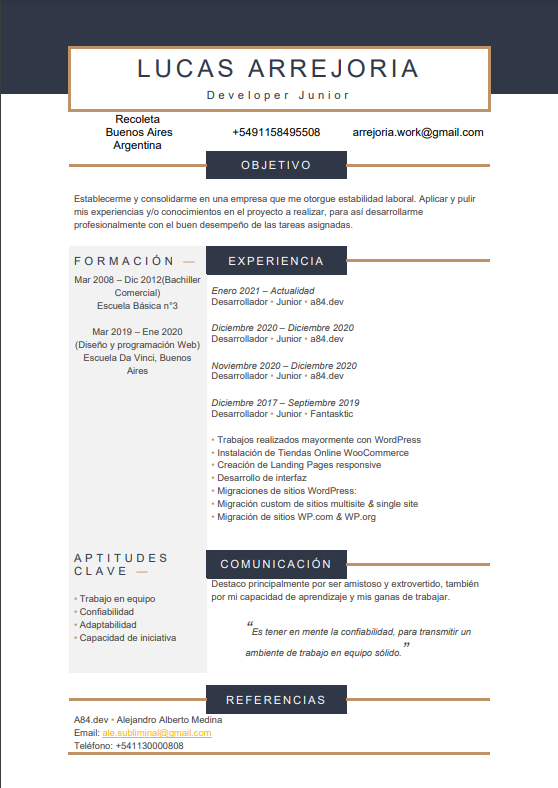 LUCAS ARREJORIA
Developer Junior
Recoleta
Buenos Aires
Argentina
+5491158495508
arrejoria.work@gmail.com
OBJETIVO
Establecerme y consolidarme en una empresa que me otorgue estabilidad laboral. Aplicar y pulir
mis experiencias y/o conocimientos en el proyecto a realizar, para así desarrollarme
profesionalmente con el buen desempeño de las tareas asignadas.
FORMACIÓN —
Mar 2008 – Dic 2012(Bachiller
Comercial)
Escuela Básica n°3
Mar 2019 – Ene 2020
(Diseño y programación Web)
Escuela Da Vinci, Buenos
Aires
EXPERIENCIA
Enero 2021 – Actualidad
Desarrollador • Junior • a84.dev
Diciembre 2020 – Diciembre 2020
Desarrollador • Junior • a84.dev
Noviembre 2020 – Diciembre 2020
Desarrollador • Junior • a84.dev
Diciembre 2017 – Septiembre 2019
Desarrollador • Junior • Fantasktic
• Trabajos realizados mayormente con WordPress
• Instalación de Tiendas Online WooCommerce
• Creación de Landing Pages responsive
• Desarrollo de interfaz
• Migraciones de sitios WordPress:
• Migración custom de sitios multisite & single site
• Migración de sitios WP.com & WP.org
APTITUDES
CLAVE —
• Trabajo en equipo
• Confiabilidad
• Adaptabilidad
• Capacidad de iniciativa
COMUNICACIÓN
Destaco principalmente por ser amistoso y extrovertido, también
por mi capacidad de aprendizaje y mis ganas de trabajar.
“Es tener en mente la confiabilidad, para transmitir un
ambiente de trabajo en equipo sólido.”
REFERENCIAS
A84.dev • Alejandro Alberto Medina
Email: ale.subliminal@gmail.com
Teléfono: +541130000808